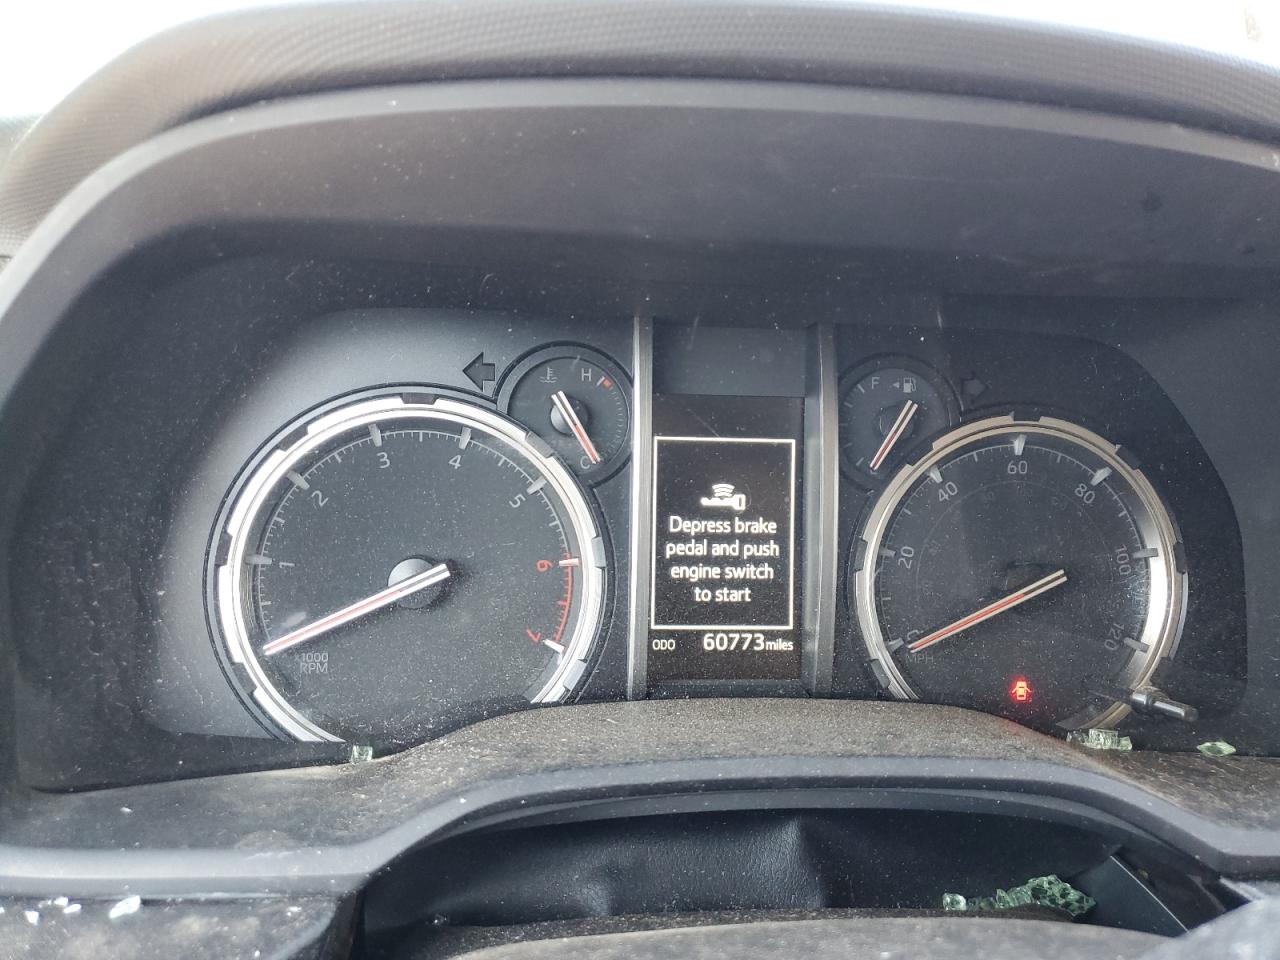 H
C
F
1
2
3
4
5
6
7
x1000
RPM
Depress brake
pedal and push
engine switch
to start
ODO 60773 miles
20
40
60
80
100
120
MPH